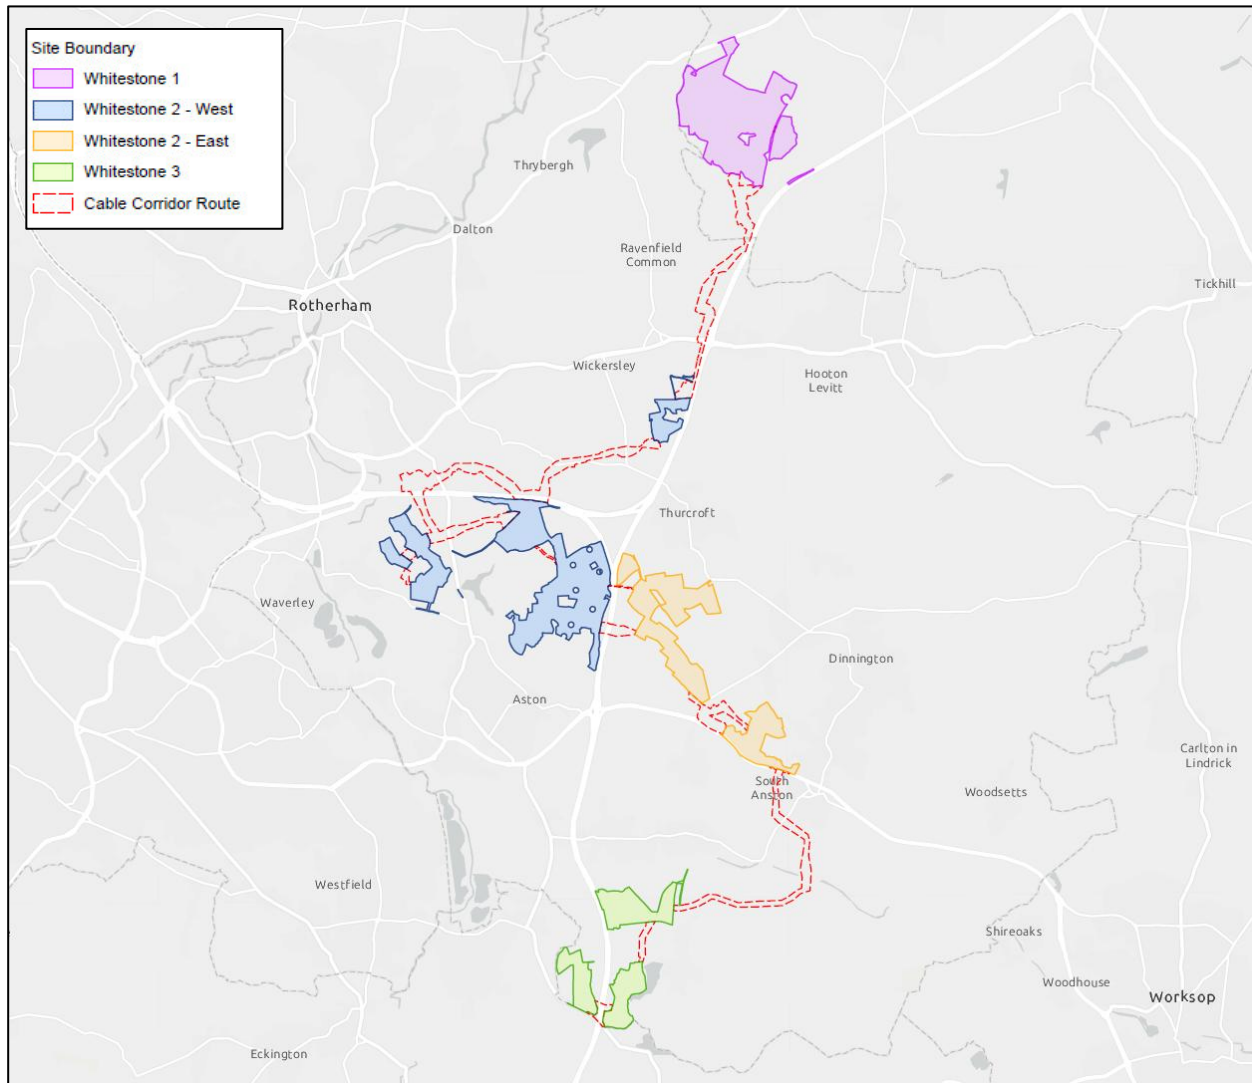 Site Boundary
Whitestone 1
Whitestone 2 - West
Whitestone 2 - East
Whitestone 3
Cable Corridor Route
Thrybergh
Dalton
Ravenfield
Common
Tickhill
Rotherham
Wickersley
Hooton
Levitt
Thurcroft
Waverley
Dinnington
Aston
Carlton in
Lindrick
South
Anston
Woodsetts
Westfield
Shireoaks
Woodhouse
Worksop
Eckington